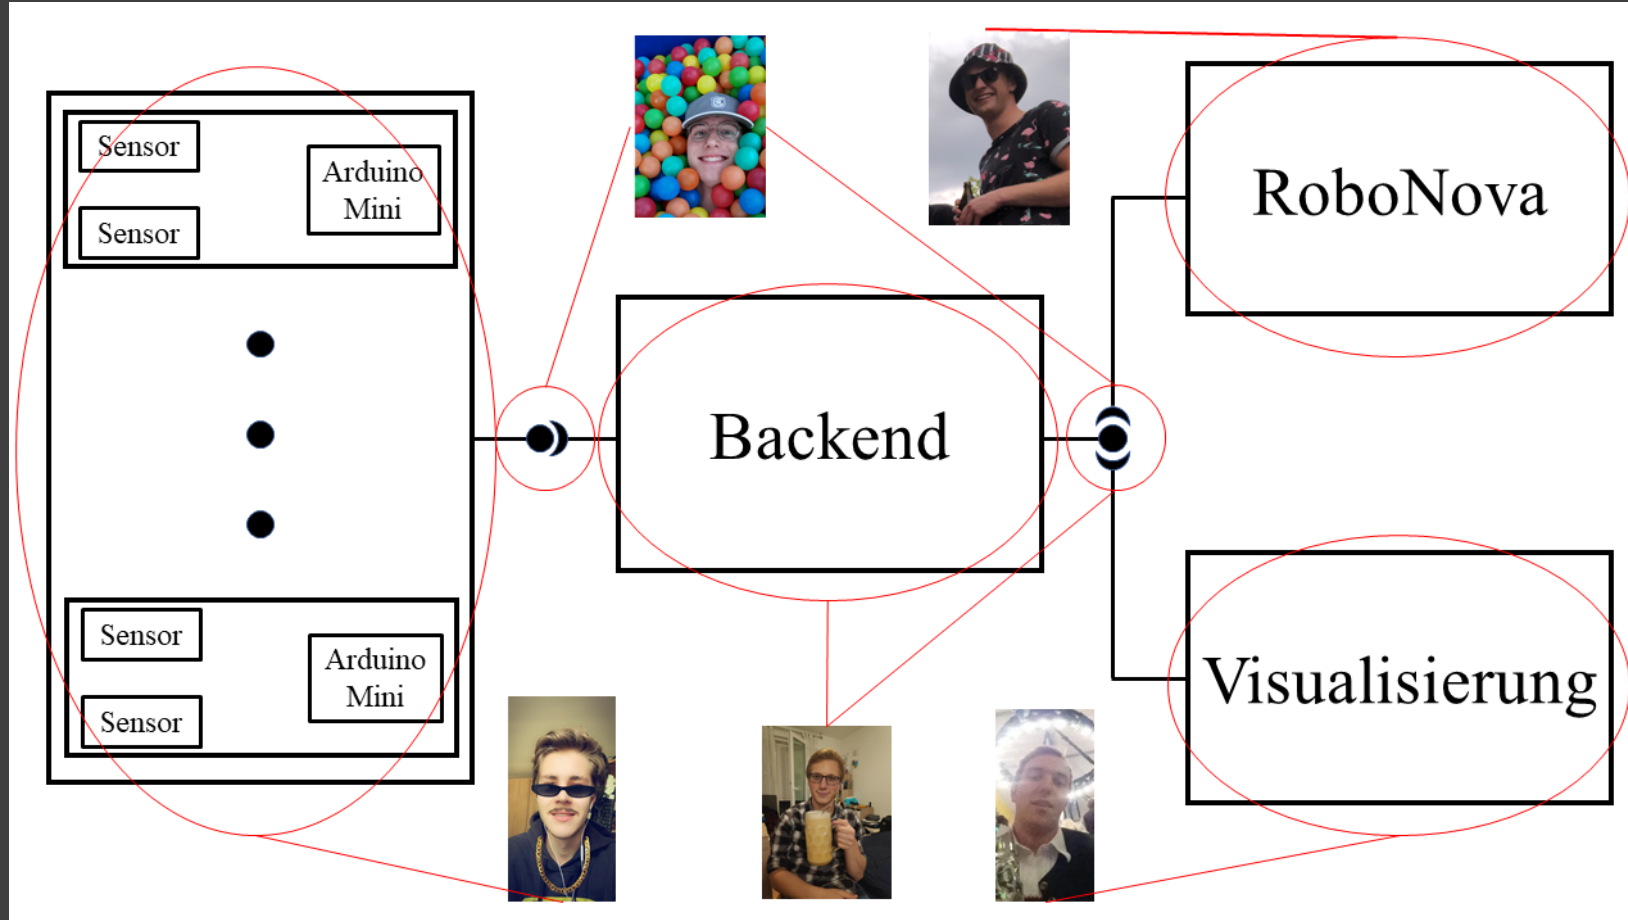 Sensor
Arduino
Mini
Sensor
RoboNova
Backend
Sensor
Arduino
Mini
Sensor
Visualisierung